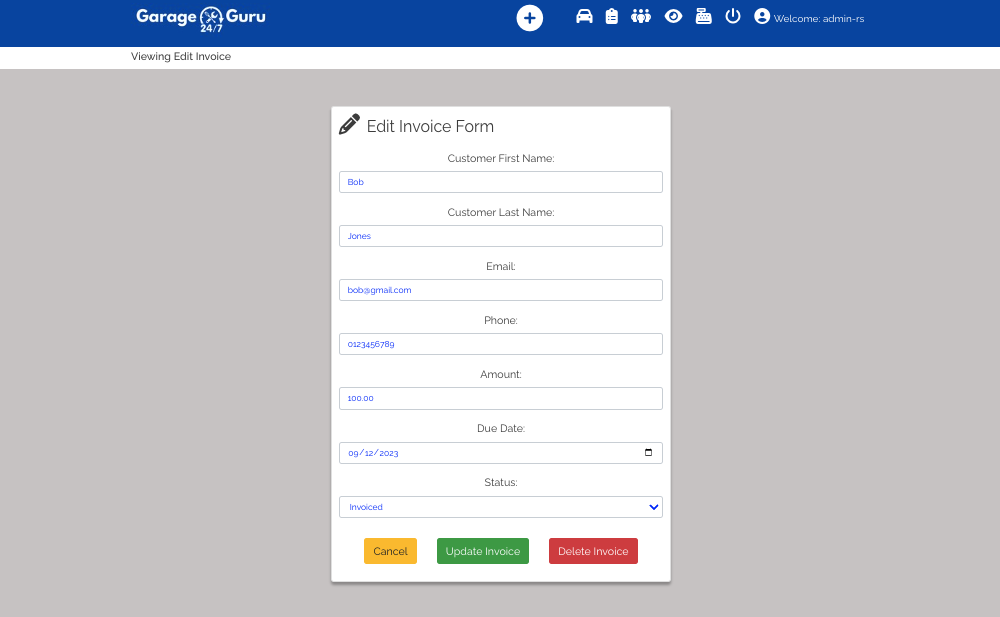 Garage Guru
24/7
Welcome: admin-rs
Viewing Edit Invoice
Edit Invoice Form
Customer First Name:
Bob
Customer Last Name:
Jones
Email:
bob@gmail.com
Phone:
0123456789
Amount:
100.00
Due Date:
09/12/2023
Status:
Invoiced
Cancel
Update Invoice
Delete Invoice